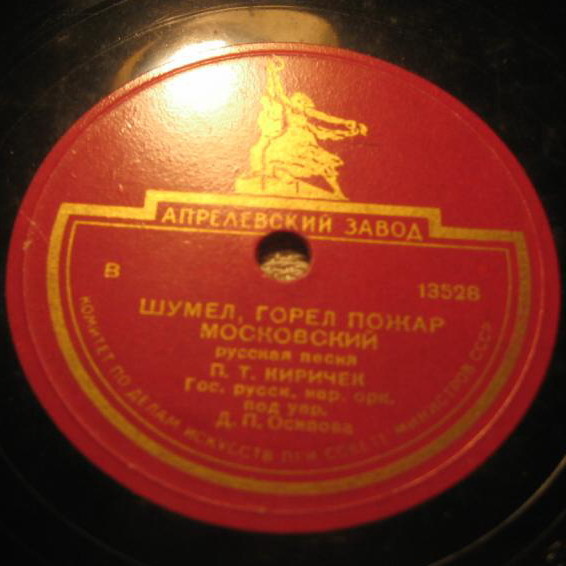 АПРЕЛЕВСКИЙ ЗАВОД
В
13528
ШУМЕЛ, ГОРЕЛ ПОЖАР
МОСКОВСКИЙ
русская песня
П. Т. КИРИЧЕК
Гос. русск. нар. орк.
под упр.
Д. П. Осипова
КОМИТЕТ ПО ДЕЛАМ ИСКУССТВ ПРИ СОВЕТЕ МИНИСТРОВ СССР